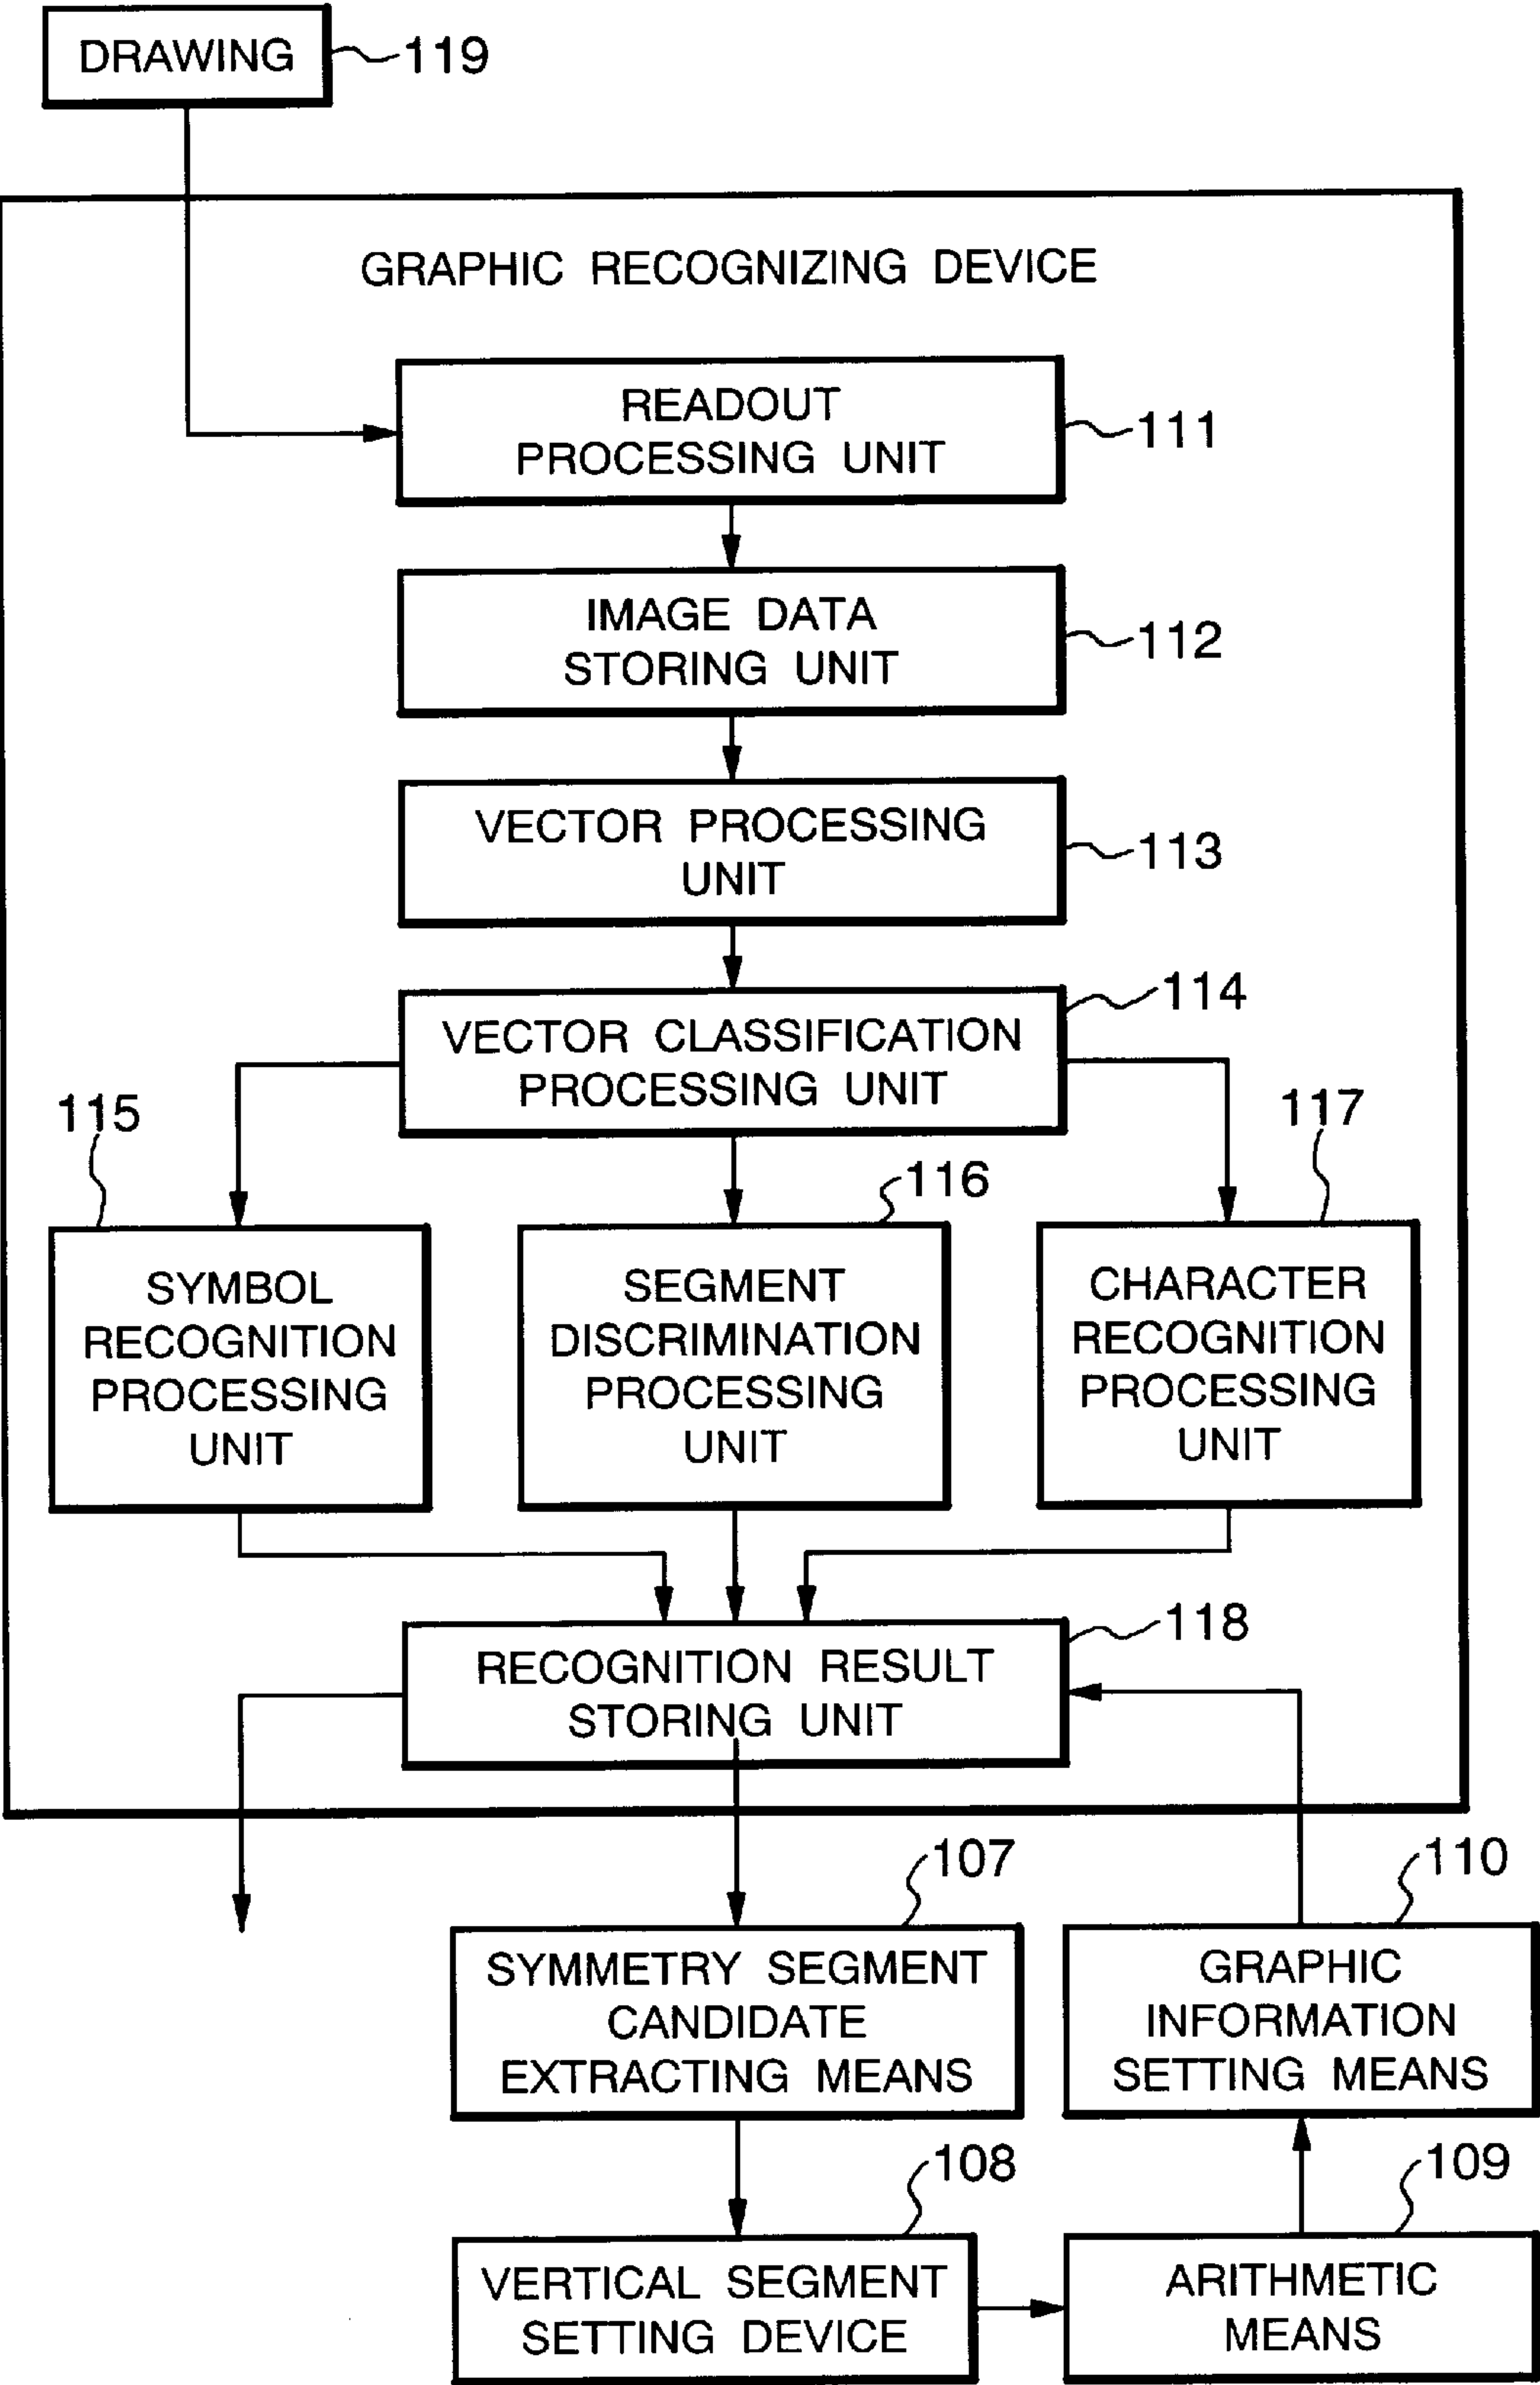 DRAWING
119
GRAPHIC RECOGNIZING DEVICE
READOUT
PROCESSING UNIT
111
IMAGE DATA
STORING UNIT
112
VECTOR PROCESSING
UNIT
113
114
VECTOR CLASSIFICATION
PROCESSING UNIT
115
116
117
SYMBOL
RECOGNITION
PROCESSING
UNIT
SEGMENT
DISCRIMINATION
PROCESSING
UNIT
CHARACTER
RECOGNITION
PROCESSING
UNIT
118
RECOGNITION RESULT
STORING UNIT
107
110
SYMMETRY SEGMENT
CANDIDATE
EXTRACTING MEANS
GRAPHIC
INFORMATION
SETTING MEANS
108
109
VERTICAL SEGMENT
SETTING DEVICE
ARITHMETIC
MEANS